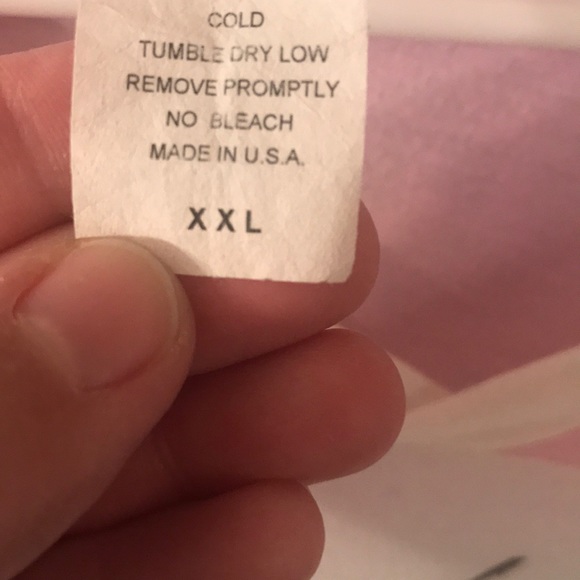 COLD
TUMBLE DRY LOW
REMOVE PROMPTLY
NO BLEACH
MADE IN U.S.A.
XXL